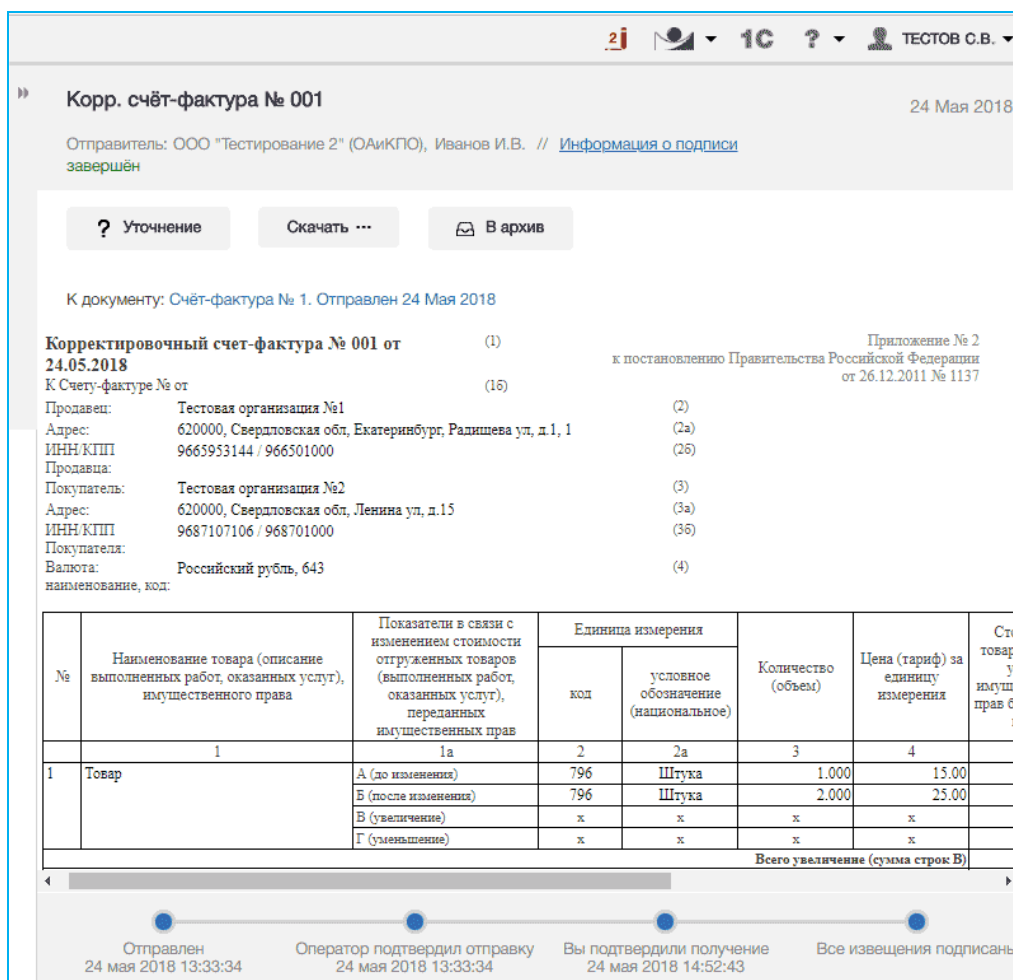 2i 1С ? ТЕСТОВ С.В.
Корр. счёт-фактура № 001
24 Мая 2018
Отправитель: ООО "Тестирование 2" (ОАиКПО), Иванов И.В. // Информация о подписи
завершён
? Уточнение Скачать ··· В архив
К документу: Счёт-фактура № 1. Отправлен 24 Мая 2018
Корректировочный счет-фактура № 001 от
24.05.2018
(1)
К Счету-фактуре № от (1б)
Приложение № 2
к постановлению Правительства Российской Федерации
от 26.12.2011 № 1137
Продавец: Тестовая организация №1 (2)
Адрес: 620000, Свердловская обл, Екатеринбург, Радищева ул, д.1, 1 (2а)
ИНН/КПП 9665953144 / 966501000 (2б)
Продавца:
Покупатель: Тестовая организация №2 (3)
Адрес: 620000, Свердловская обл, Ленина ул, д.15 (3а)
ИНН/КПП 9687107106 / 968701000 (3б)
Покупателя:
Валюта: Российский рубль, 643 (4)
наименование, код:
№
Наименование товара (описание
выполненных работ, оказанных услуг),
имущественного права
Показатели в связи с
изменением стоимости
отгруженных товаров
(выполненных работ,
оказанных услуг),
переданных
имущественных прав
Единица измерения
код
условное
обозначение
(национальное)
Количество
(объем)
Цена (тариф) за
единицу
измерения
1 1а 2 2а 3 4
1 Товар А (до изменения) 796 Штука 1.000 15.00
Б (после изменения) 796 Штука 2.000 25.00
В (увеличение) х х х х
Г (уменьшение) х х х х
Всего увеличение (сумма строк В)
Отправлен
24 мая 2018 13:33:34
Оператор подтвердил отправку
24 мая 2018 13:33:34
Вы подтвердили получение
24 мая 2018 14:52:43
Все извещения подписаны